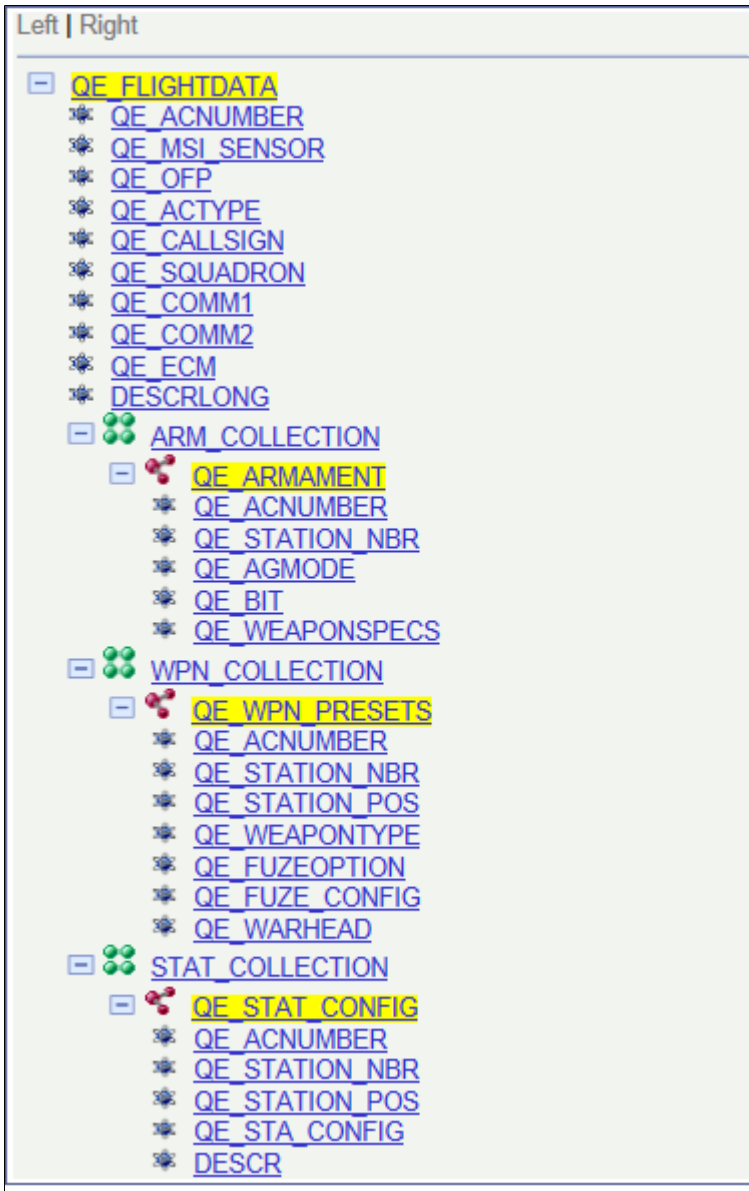 Left | Right
QE_FLIGHTDATA
QE_ACNUMBER
QE_MSI_SENSOR
QE_OFP
QE_ACTYPE
QE_CALLSIGN
QE_SQUADRON
QE_COMM1
QE_COMM2
QE_ECM
DESCRLONG
ARM_COLLECTION
QE_ARMAMENT
QE_ACNUMBER
QE_STATION_NBR
QE_AGMODE
QE_BIT
QE_WEAPONSPECS
WPN_COLLECTION
QE_WPN_PRESETS
QE_ACNUMBER
QE_STATION_NBR
QE_STATION_POS
QE_WEAPONTYPE
QE_FUZEOPTION
QE_FUZE_CONFIG
QE_WARHEAD
STAT_COLLECTION
QE_STAT_CONFIG
QE_ACNUMBER
QE_STATION_NBR
QE_STATION_POS
QE_STA_CONFIG
DESCR